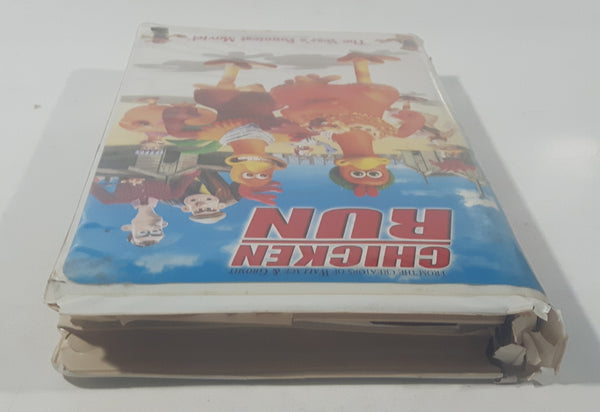 The Year's Funniest Movie!
FROM THE CREATORS OF WALLACE & GROMIT
CHICKEN
RUN